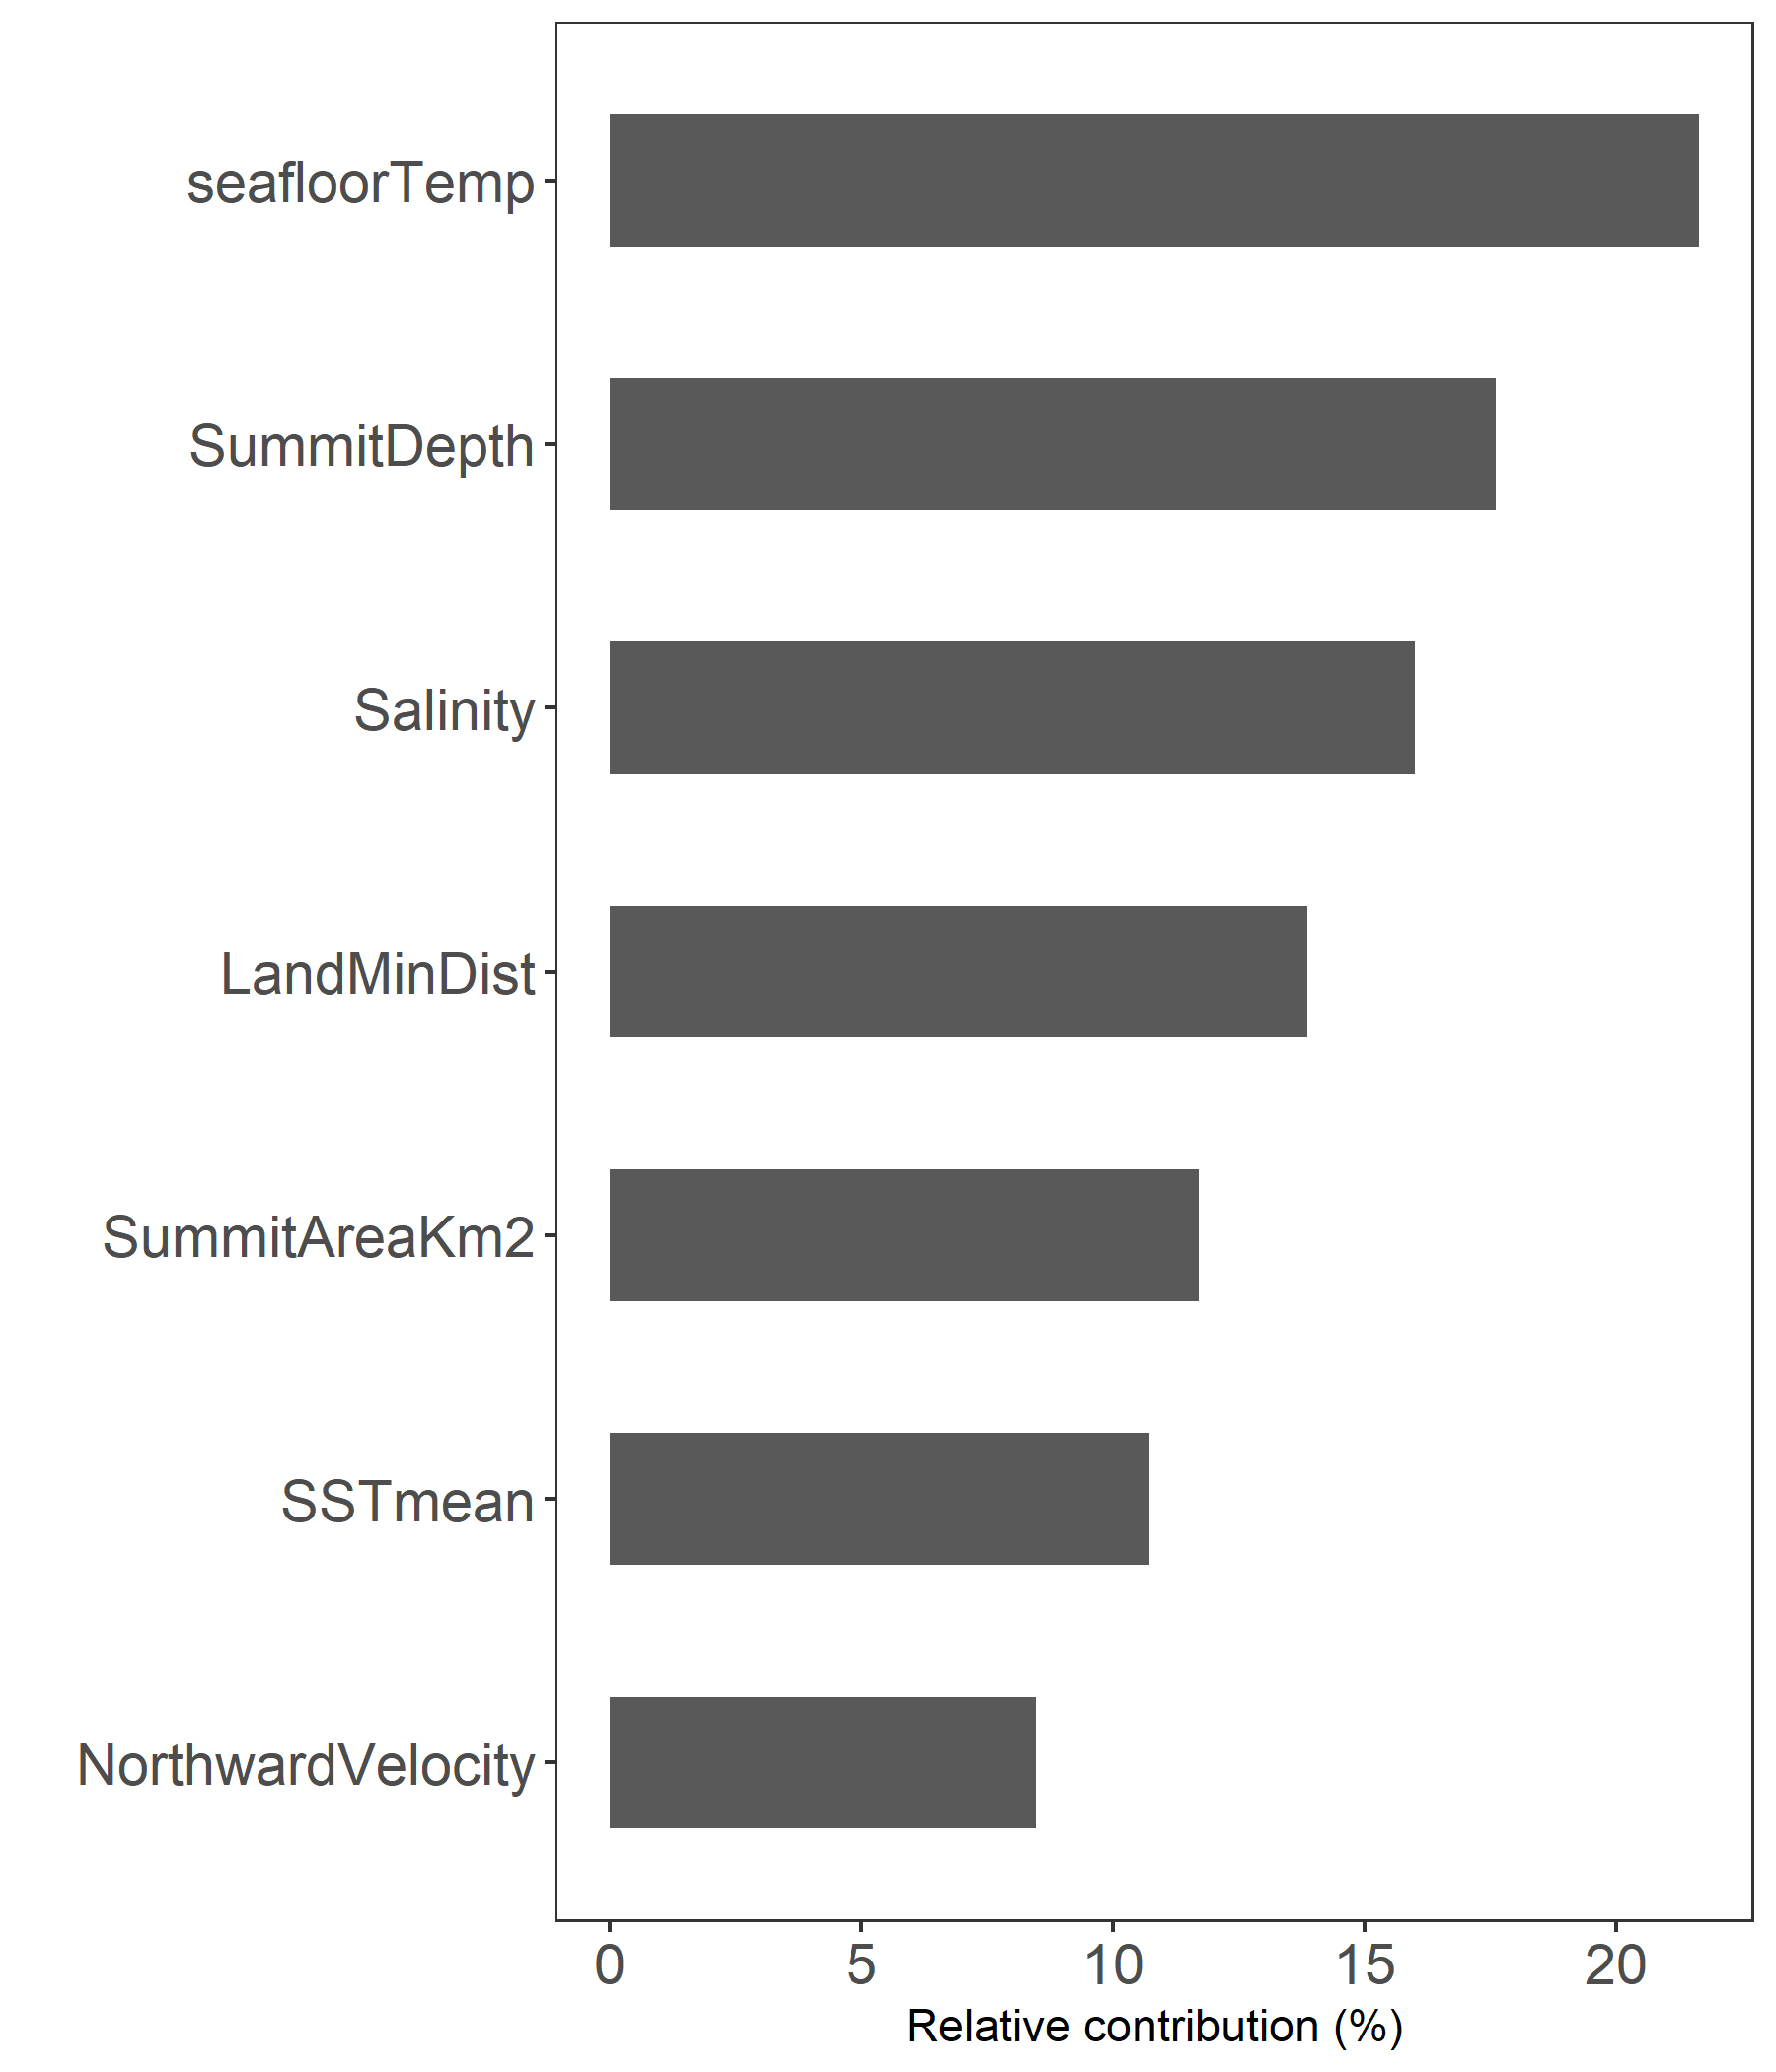 seafloorTemp
SummitDepth
Salinity
LandMinDist
SummitAreaKm2
SSTmean
NorthwardVelocity
0 5 10 15 20
Relative contribution (%)